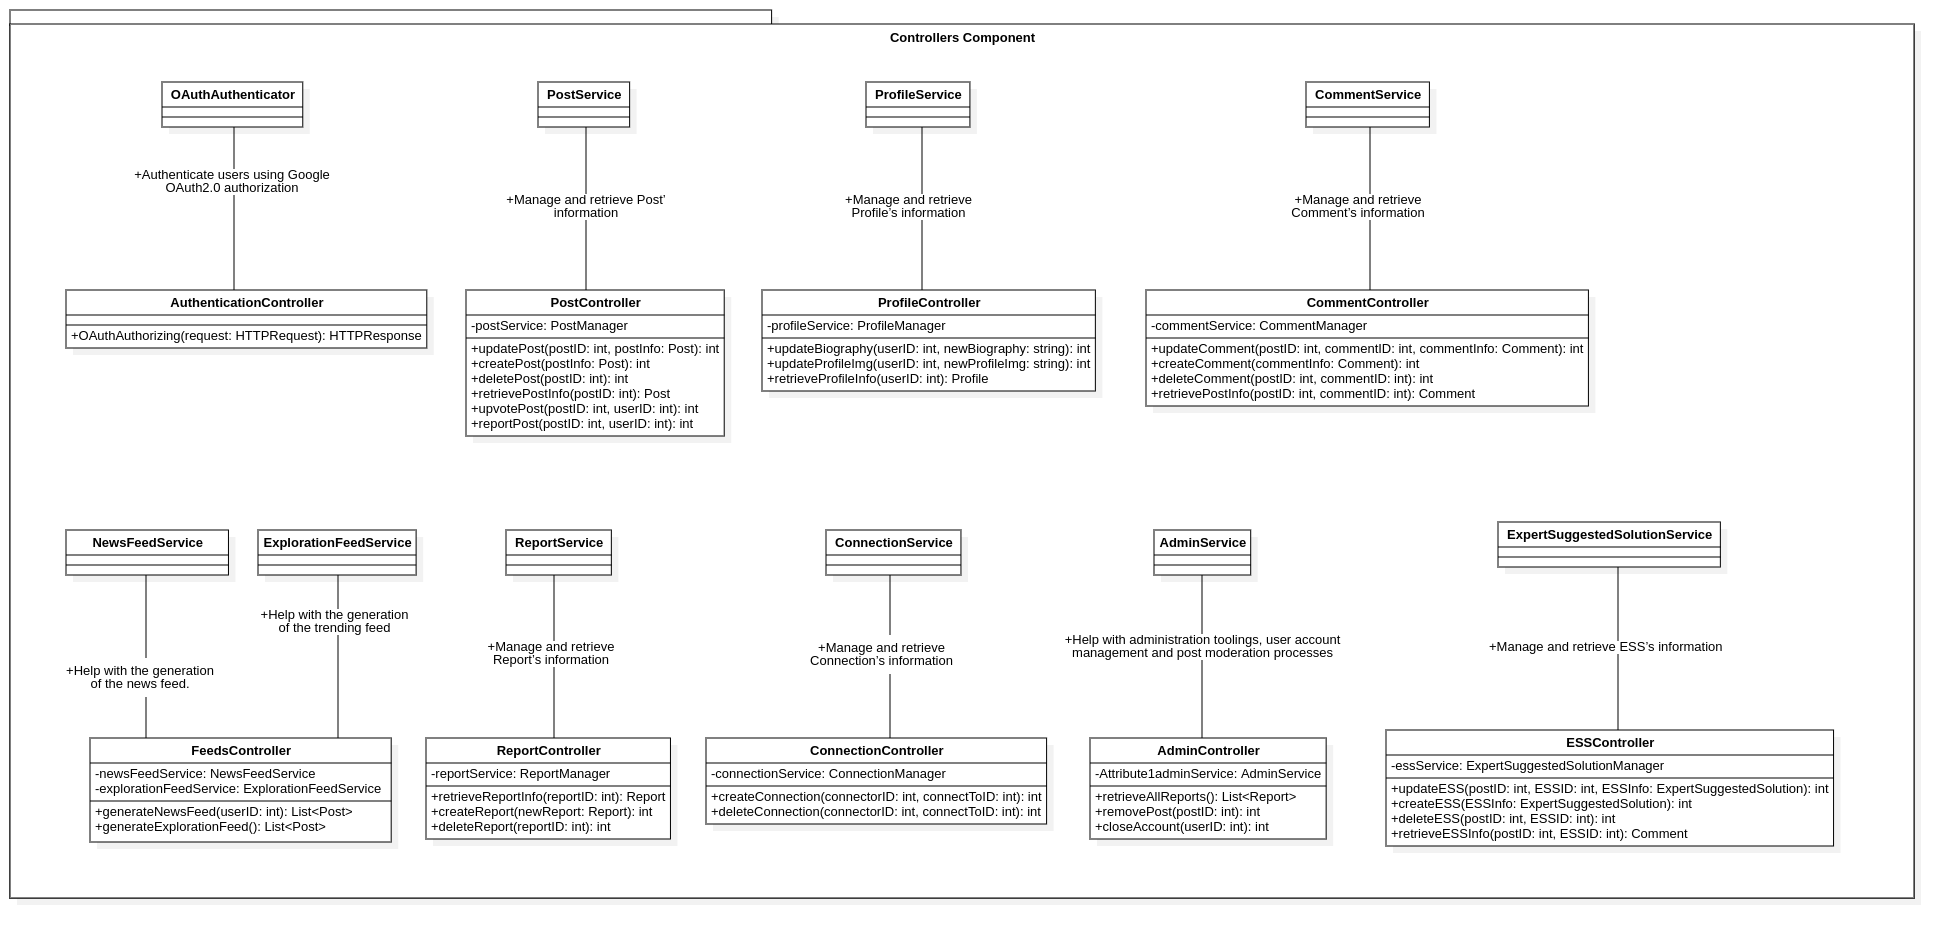 Controllers Component
OAuthAuthenticator
+Authenticate users using Google
OAuth2.0 authorization
AuthenticationController
+OAuthAuthorizing(request: HTTPRequest): HTTPResponse
PostService
+Manage and retrieve Post’
information
PostController
-postService: PostManager
+updatePost(postID: int, postInfo: Post): int
+createPost(postInfo: Post): int
+deletePost(postID: int): int
+retrievePostInfo(postID: int): Post
+upvotePost(postID: int, userID: int): int
+reportPost(postID: int, userID: int): int
ProfileService
+Manage and retrieve
Profile’s information
ProfileController
-profileService: ProfileManager
+updateBiography(userID: int, newBiography: string): int
+updateProfileImg(userID: int, newProfileImg: string): int
+retrieveProfileInfo(userID: int): Profile
CommentService
+Manage and retrieve
Comment’s information
CommentController
-commentService: CommentManager
+updateComment(postID: int, commentID: int, commentInfo: Comment): int
+createComment(commentInfo: Comment): int
+deleteComment(postID: int, commentID: int): int
+retrievePostInfo(postID: int, commentID: int): Comment
NewsFeedService
+Help with the generation
of the news feed.
ExplorationFeedService
+Help with the generation
of the trending feed
FeedsController
-newsFeedService: NewsFeedService
-explorationFeedService: ExplorationFeedService
+generateNewsFeed(userID: int): List<Post>
+generateExplorationFeed(): List<Post>
ReportService
+Manage and retrieve
Report’s information
ReportController
-reportService: ReportManager
+retrieveReportInfo(reportID: int): Report
+createReport(newReport: Report): int
+deleteReport(reportID: int): int
ConnectionService
+Manage and retrieve
Connection’s information
ConnectionController
-connectionService: ConnectionManager
+createConnection(connectorID: int, connectToID: int): int
+deleteConnection(connectorID: int, connectToID: int): int
AdminService
+Help with administration toolings, user account
management and post moderation processes
AdminController
-Attribute1adminService: AdminService
+retrieveAllReports(): List<Report>
+removePost(postID: int): int
+closeAccount(userID: int): int
ExpertSuggestedSolutionService
+Manage and retrieve ESS’s information
ESSController
-essService: ExpertSuggestedSolutionManager
+updateESS(postID: int, ESSID: int, ESSInfo: ExpertSuggestedSolution): int
+createESS(ESSInfo: ExpertSuggestedSolution): int
+deleteESS(postID: int, ESSID: int): int
+retrieveESSInfo(postID: int, ESSID: int): Comment